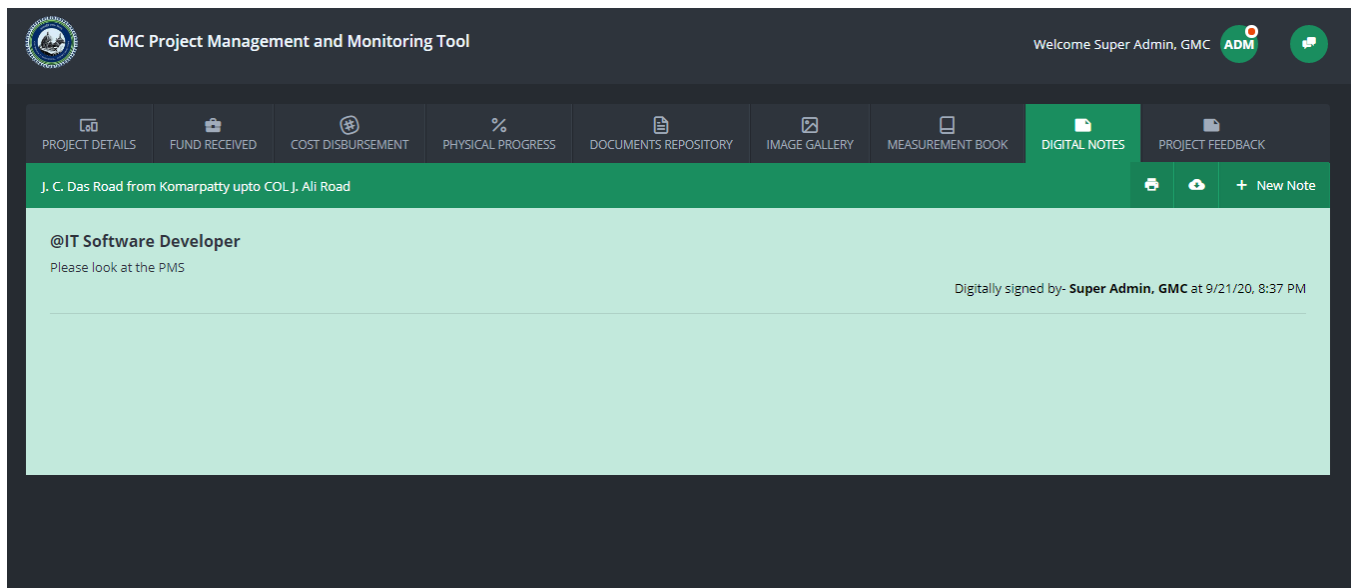 GMC Project Management and Monitoring Tool
Welcome Super Admin, GMC ADM
PROJECT DETAILS FUND RECEIVED COST DISBURSEMENT PHYSICAL PROGRESS DOCUMENTS REPOSITORY IMAGE GALLERY MEASUREMENT BOOK DIGITAL NOTES PROJECT FEEDBACK
J. C. Das Road from Komarpatty upto COL J. Ali Road + New Note
@IT Software Developer
Please look at the PMS
Digitally signed by- Super Admin, GMC at 9/21/20, 8:37 PM